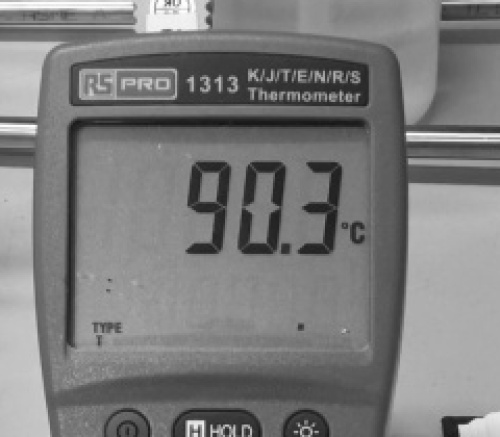 RS PRO 1313 K/J/T/E/N/R/S
Thermometer
90.3 °C
TYPE
T
H HOLD